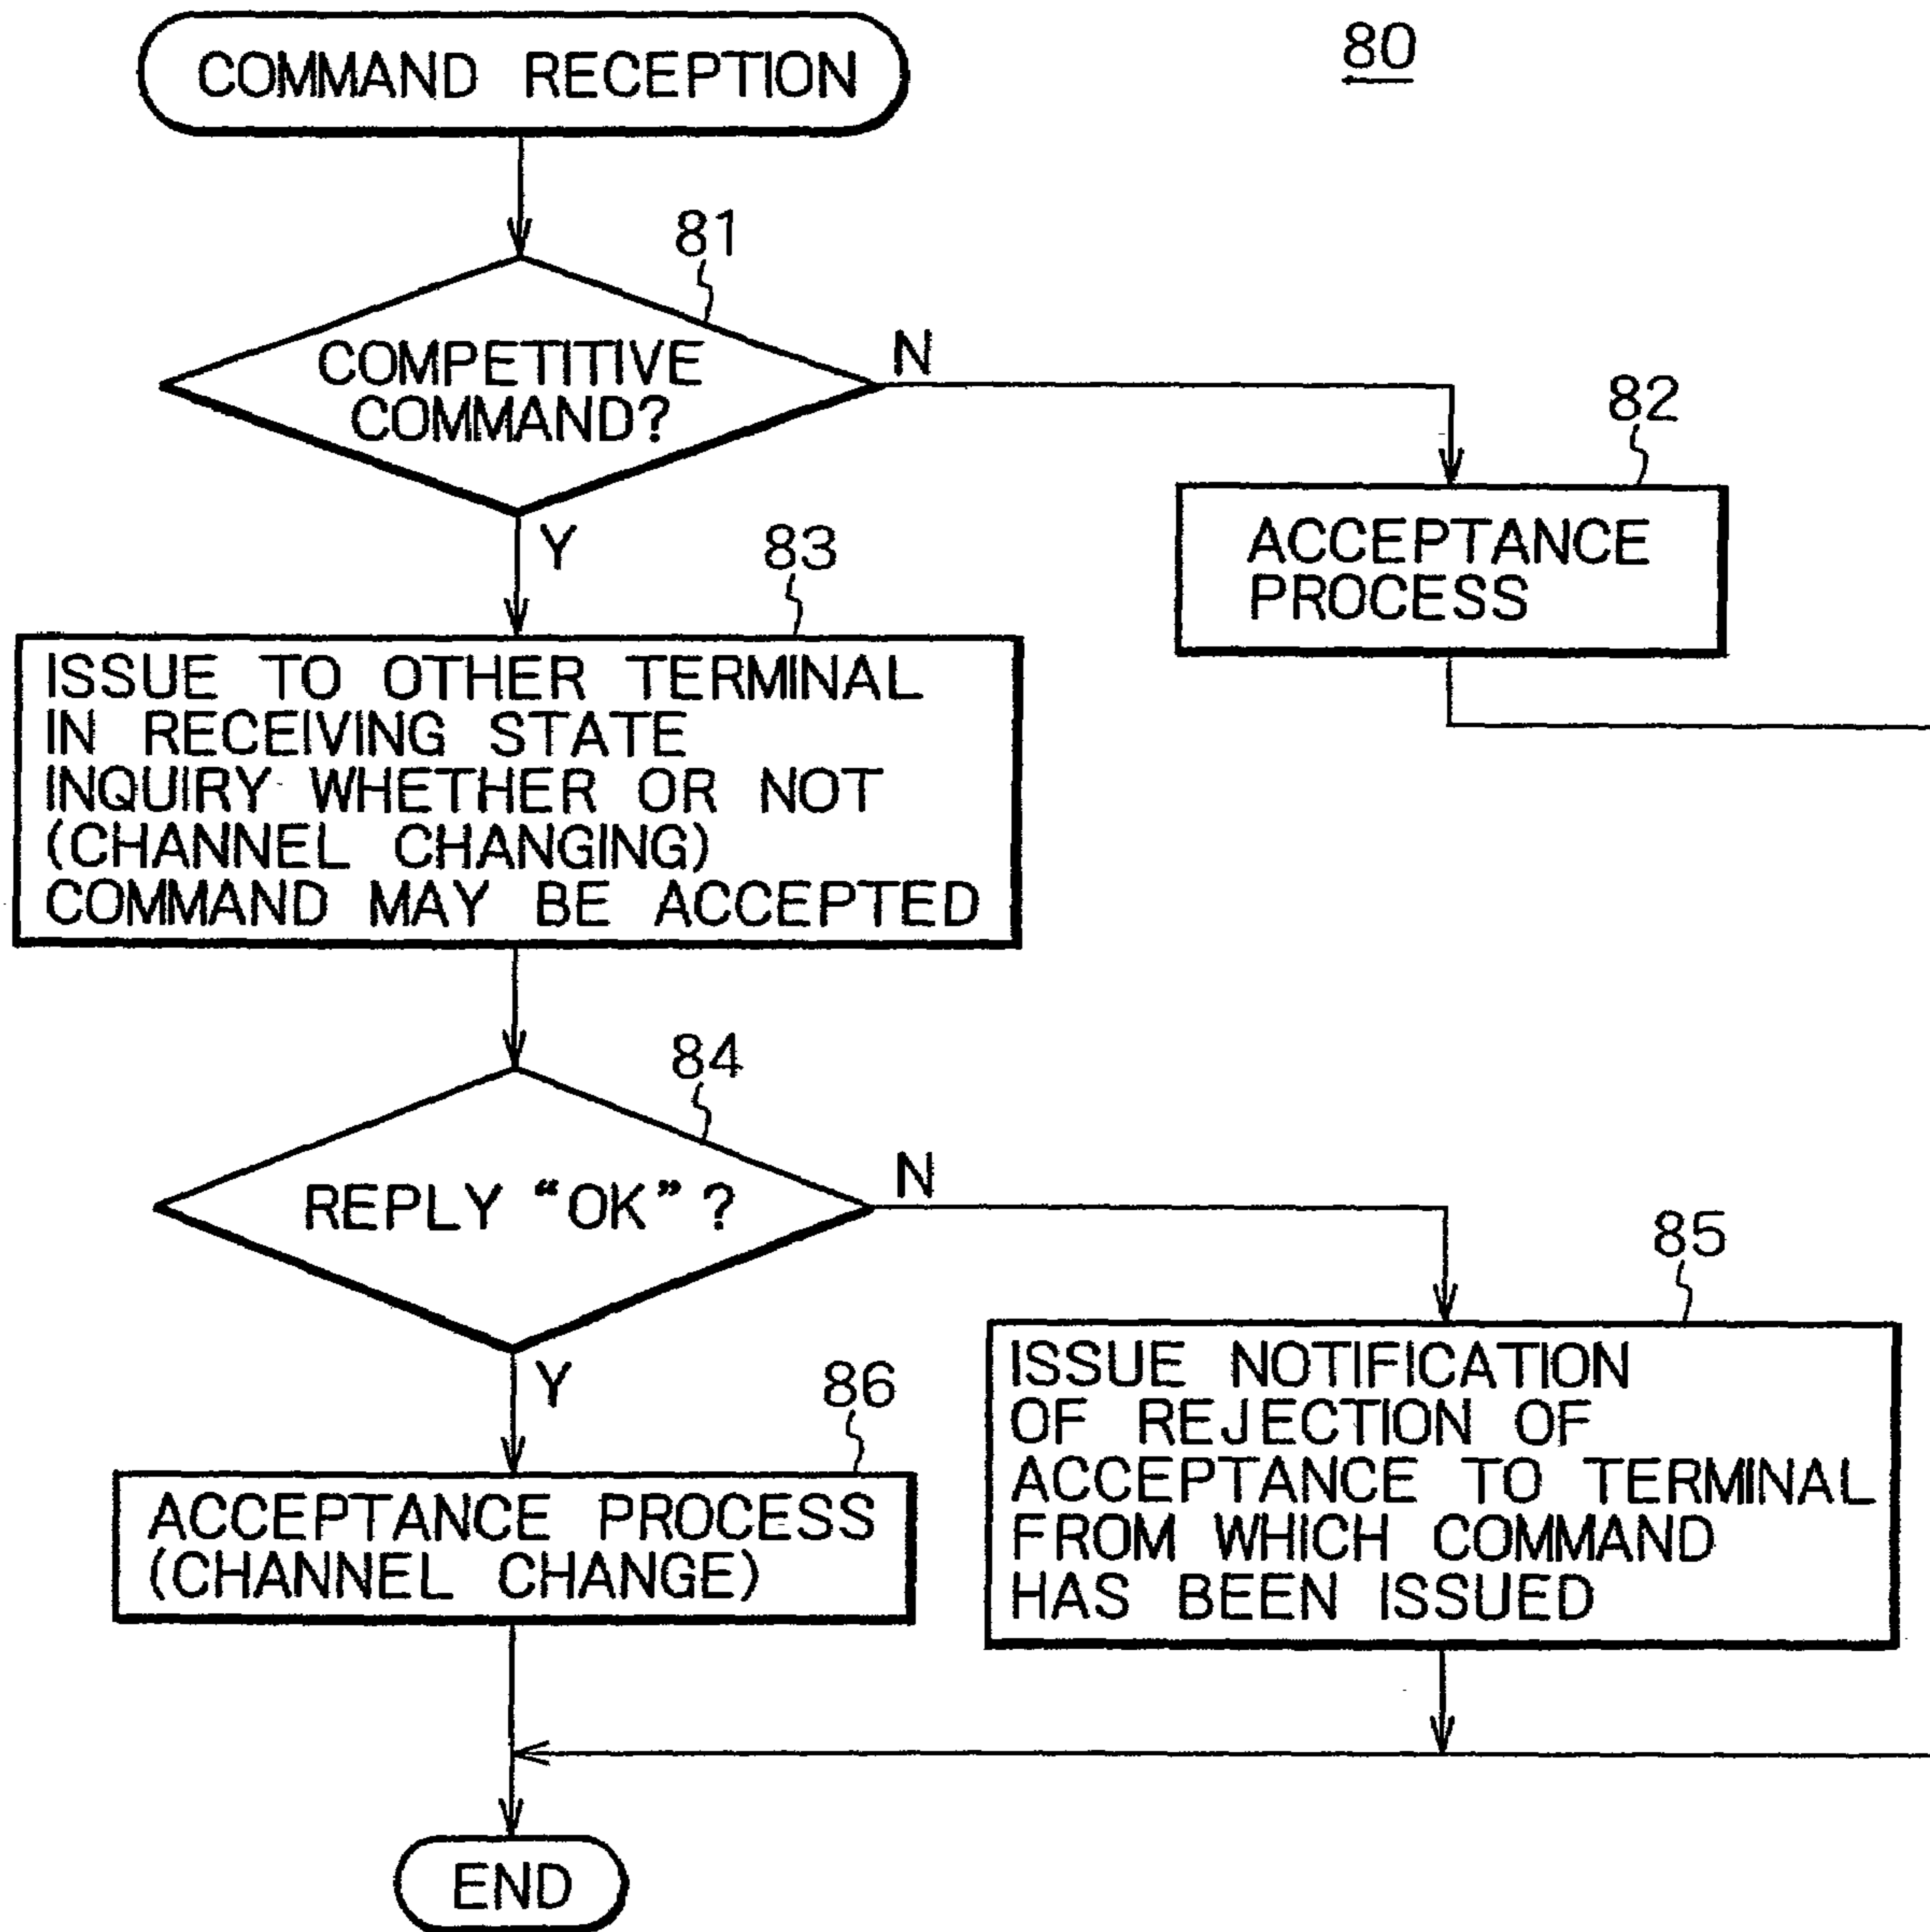 COMMAND RECEPTION
80
81
COMPETITIVE
COMMAND?
N
Y
82
ACCEPTANCE
PROCESS
83
ISSUE TO OTHER TERMINAL
IN RECEIVING STATE
INQUIRY WHETHER OR NOT
(CHANNEL CHANGING)
COMMAND MAY BE ACCEPTED
84
REPLY “OK”?
N
Y
85
ISSUE NOTIFICATION
OF REJECTION OF
ACCEPTANCE TO TERMINAL
FROM WHICH COMMAND
HAS BEEN ISSUED
86
ACCEPTANCE PROCESS
(CHANNEL CHANGE)
END